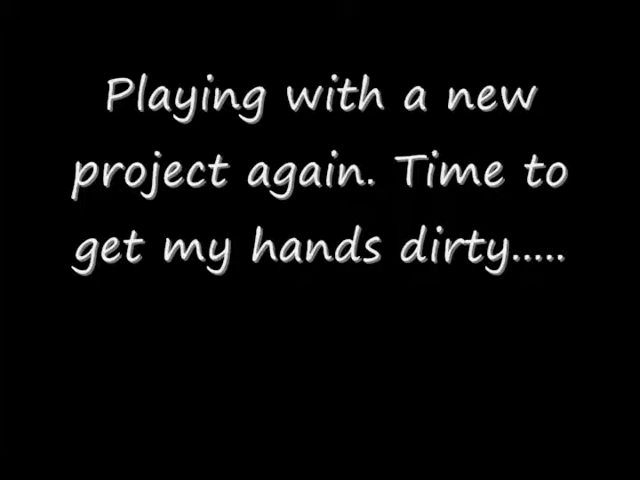 Playing with a new
project again. Time to
get my hands dirty.....